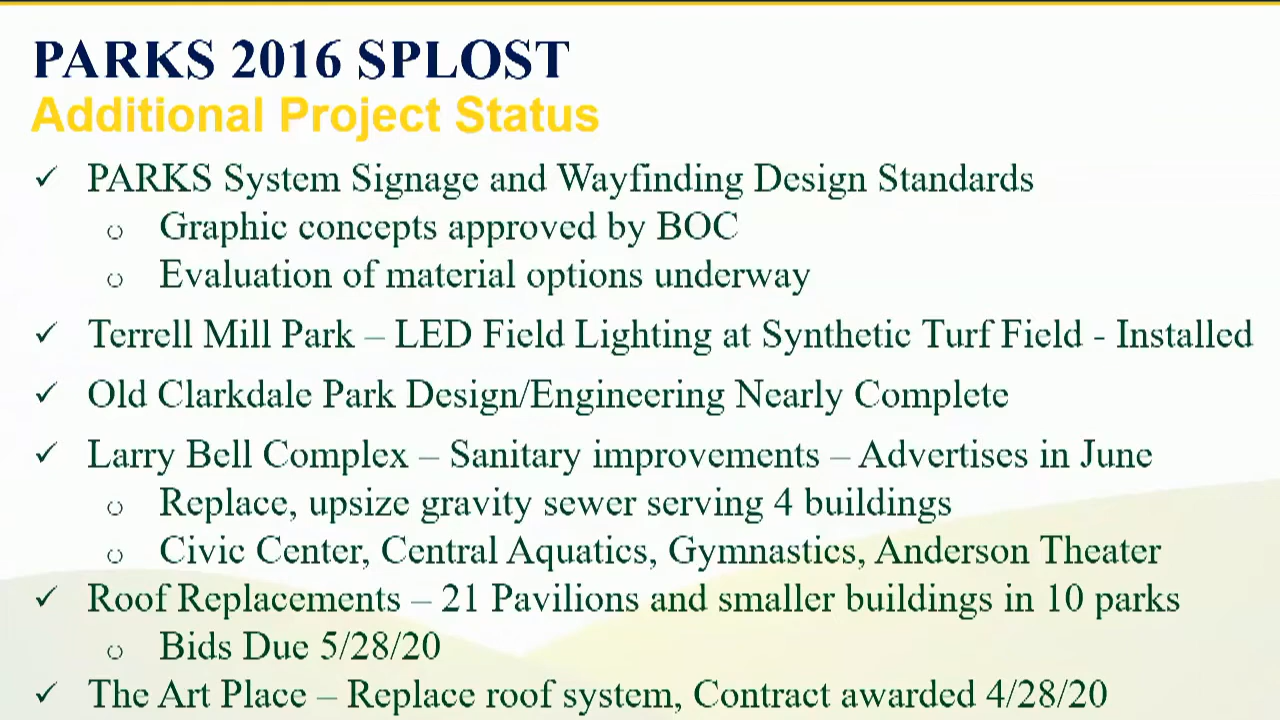 PARKS 2016 SPLOST
Additional Project Status
✓ PARKS System Signage and Wayfinding Design Standards
o Graphic concepts approved by BOC
o Evaluation of material options underway
✓ Terrell Mill Park – LED Field Lighting at Synthetic Turf Field - Installed
✓ Old Clarkdale Park Design/Engineering Nearly Complete
✓ Larry Bell Complex – Sanitary improvements – Advertises in June
o Replace, upsize gravity sewer serving 4 buildings
o Civic Center, Central Aquatics, Gymnastics, Anderson Theater
✓ Roof Replacements – 21 Pavilions and smaller buildings in 10 parks
o Bids Due 5/28/20
✓ The Art Place – Replace roof system, Contract awarded 4/28/20